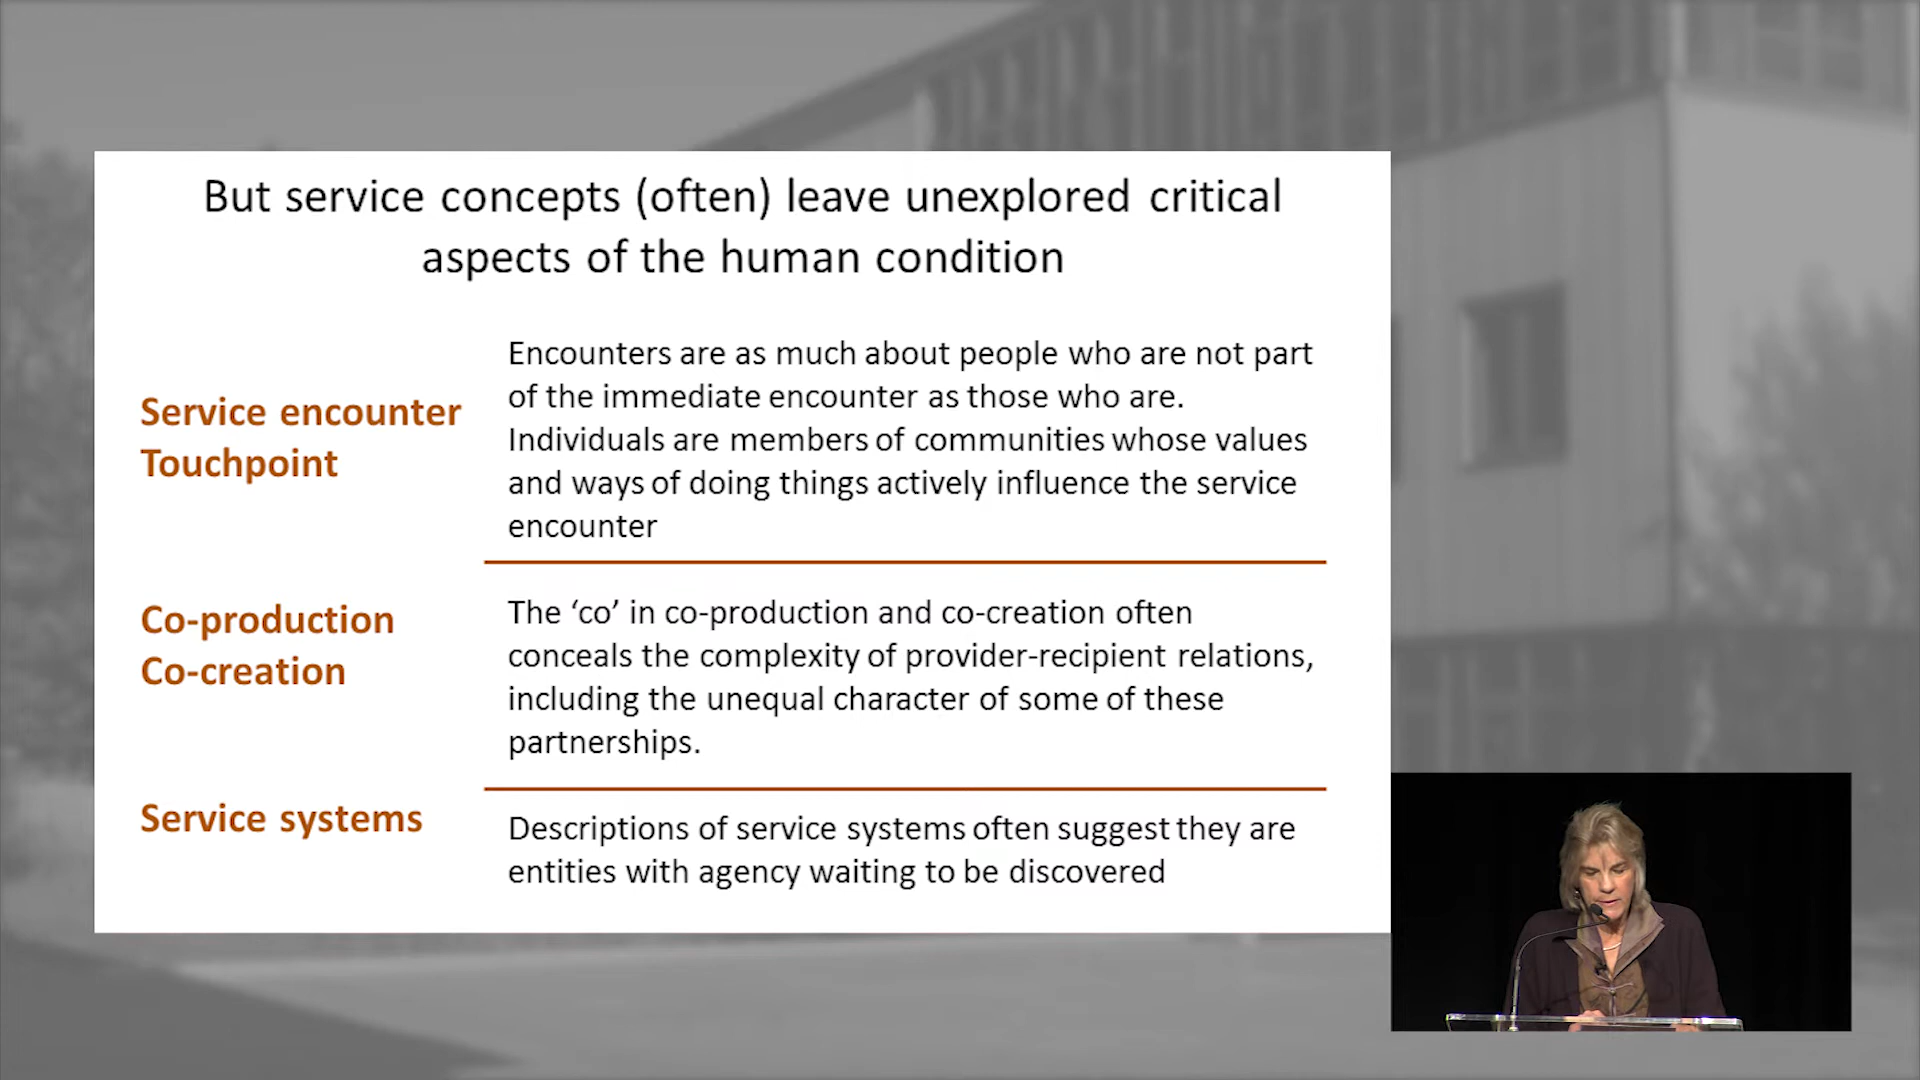 But service concepts (often) leave unexplored critical
aspects of the human condition
Service encounter
Touchpoint
Encounters are as much about people who are not part
of the immediate encounter as those who are.
Individuals are members of communities whose values
and ways of doing things actively influence the service
encounter
Co-production
Co-creation
The ‘co’ in co-production and co-creation often
conceals the complexity of provider-recipient relations,
including the unequal character of some of these
partnerships.
Service systems
Descriptions of service systems often suggest they are
entities with agency waiting to be discovered